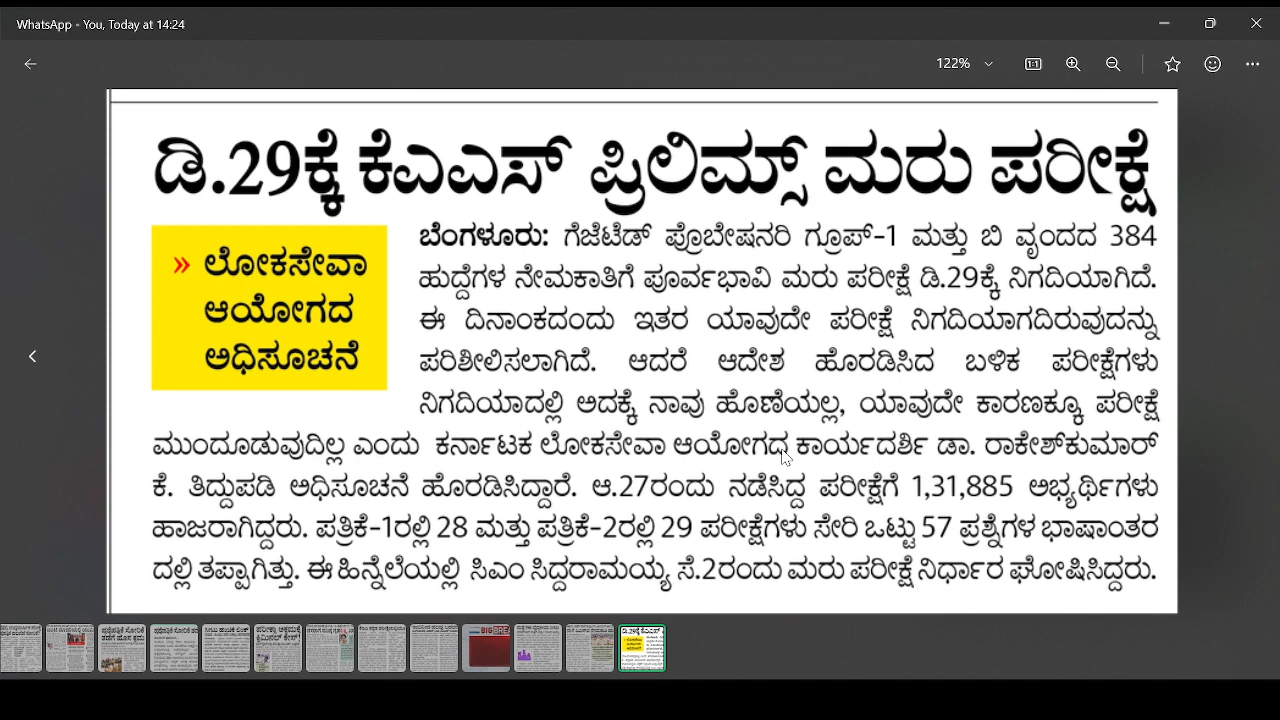 WhatsApp - You, Today at 14:24
122%
ಡಿ.29ಕ್ಕೆ ಕೆಎಎಸ್ ಪ್ರಿಲಿಮ್ಸ್ ಮರು ಪರೀಕ್ಷೆ
» ಲೋಕಸೇವಾ
ಆಯೋಗದ
ಅಧಿಸೂಚನೆ
ಬೆಂಗಳೂರು: ಗೆಜೆಟೆಡ್ ಪ್ರೊಬೇಷನರಿ ಗ್ರೂಪ್-1 ಮತ್ತು ಬಿ ವೃಂದದ 384
ಹುದ್ದೆಗಳ ನೇಮಕಾತಿಗೆ ಪೂರ್ವಭಾವಿ ಮರು ಪರೀಕ್ಷೆ ಡಿ.29ಕ್ಕೆ ನಿಗದಿಯಾಗಿದೆ.
ಈ ದಿನಾಂಕದಂದು ಇತರ ಯಾವುದೇ ಪರೀಕ್ಷೆ ನಿಗದಿಯಾಗದಿರುವುದನ್ನು
ಪರಿಶೀಲಿಸಲಾಗಿದೆ. ಆದರೆ ಆದೇಶ ಹೊರಡಿಸಿದ ಬಳಿಕ ಪರೀಕ್ಷೆಗಳು
ನಿಗದಿಯಾದಲ್ಲಿ ಅದಕ್ಕೆ ನಾವು ಹೊಣೆಯಲ್ಲ, ಯಾವುದೇ ಕಾರಣಕ್ಕೂ ಪರೀಕ್ಷೆ
ಮುಂದೂಡುವುದಿಲ್ಲ ಎಂದು ಕರ್ನಾಟಕ ಲೋಕಸೇವಾ ಆಯೋಗದ ಕಾರ್ಯದರ್ಶಿ ಡಾ. ರಾಕೇಶ್‌ಕುಮಾರ್
ಕೆ. ತಿದ್ದುಪಡಿ ಅಧಿಸೂಚನೆ ಹೊರಡಿಸಿದ್ದಾರೆ. ಆ.27ರಂದು ನಡೆಸಿದ್ದ ಪರೀಕ್ಷೆಗೆ 1,31,885 ಅಭ್ಯರ್ಥಿಗಳು
ಹಾಜರಾಗಿದ್ದರು. ಪತ್ರಿಕೆ-1ರಲ್ಲಿ 28 ಮತ್ತು ಪತ್ರಿಕೆ-2ರಲ್ಲಿ 29 ಪರೀಕ್ಷೆಗಳು ಸೇರಿ ಒಟ್ಟು 57 ಪ್ರಶ್ನೆಗಳ ಭಾಷಾಂತರ
ದಲ್ಲಿ ತಪ್ಪಾಗಿತ್ತು. ಈ ಹಿನ್ನೆಲೆಯಲ್ಲಿ ಸಿಎಂ ಸಿದ್ದರಾಮಯ್ಯ ಸೆ.2ರಂದು ಮರು ಪರೀಕ್ಷೆ ನಿರ್ಧಾರ ಘೋಷಿಸಿದ್ದರು.